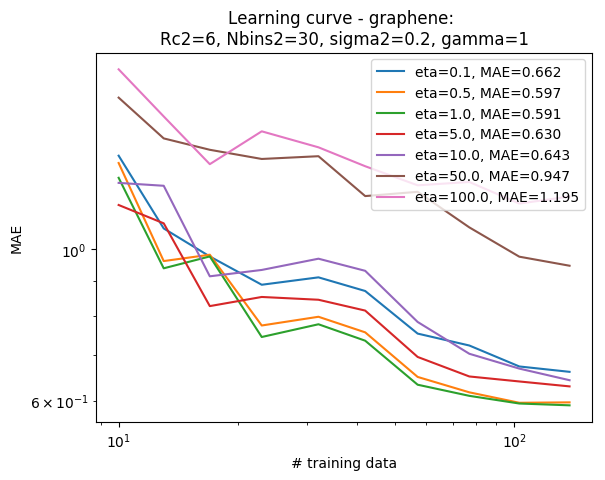 Learning curve - graphene:
Rc2=6, Nbins2=30, sigma2=0.2, gamma=1
eta=0.1, MAE=0.662
eta=0.5, MAE=0.597
eta=1.0, MAE=0.591
eta=5.0, MAE=0.630
eta=10.0, MAE=0.643
eta=50.0, MAE=0.947
eta=100.0, MAE=1.195
MAE
10⁰
6 × 10⁻¹
10¹
10²
# training data